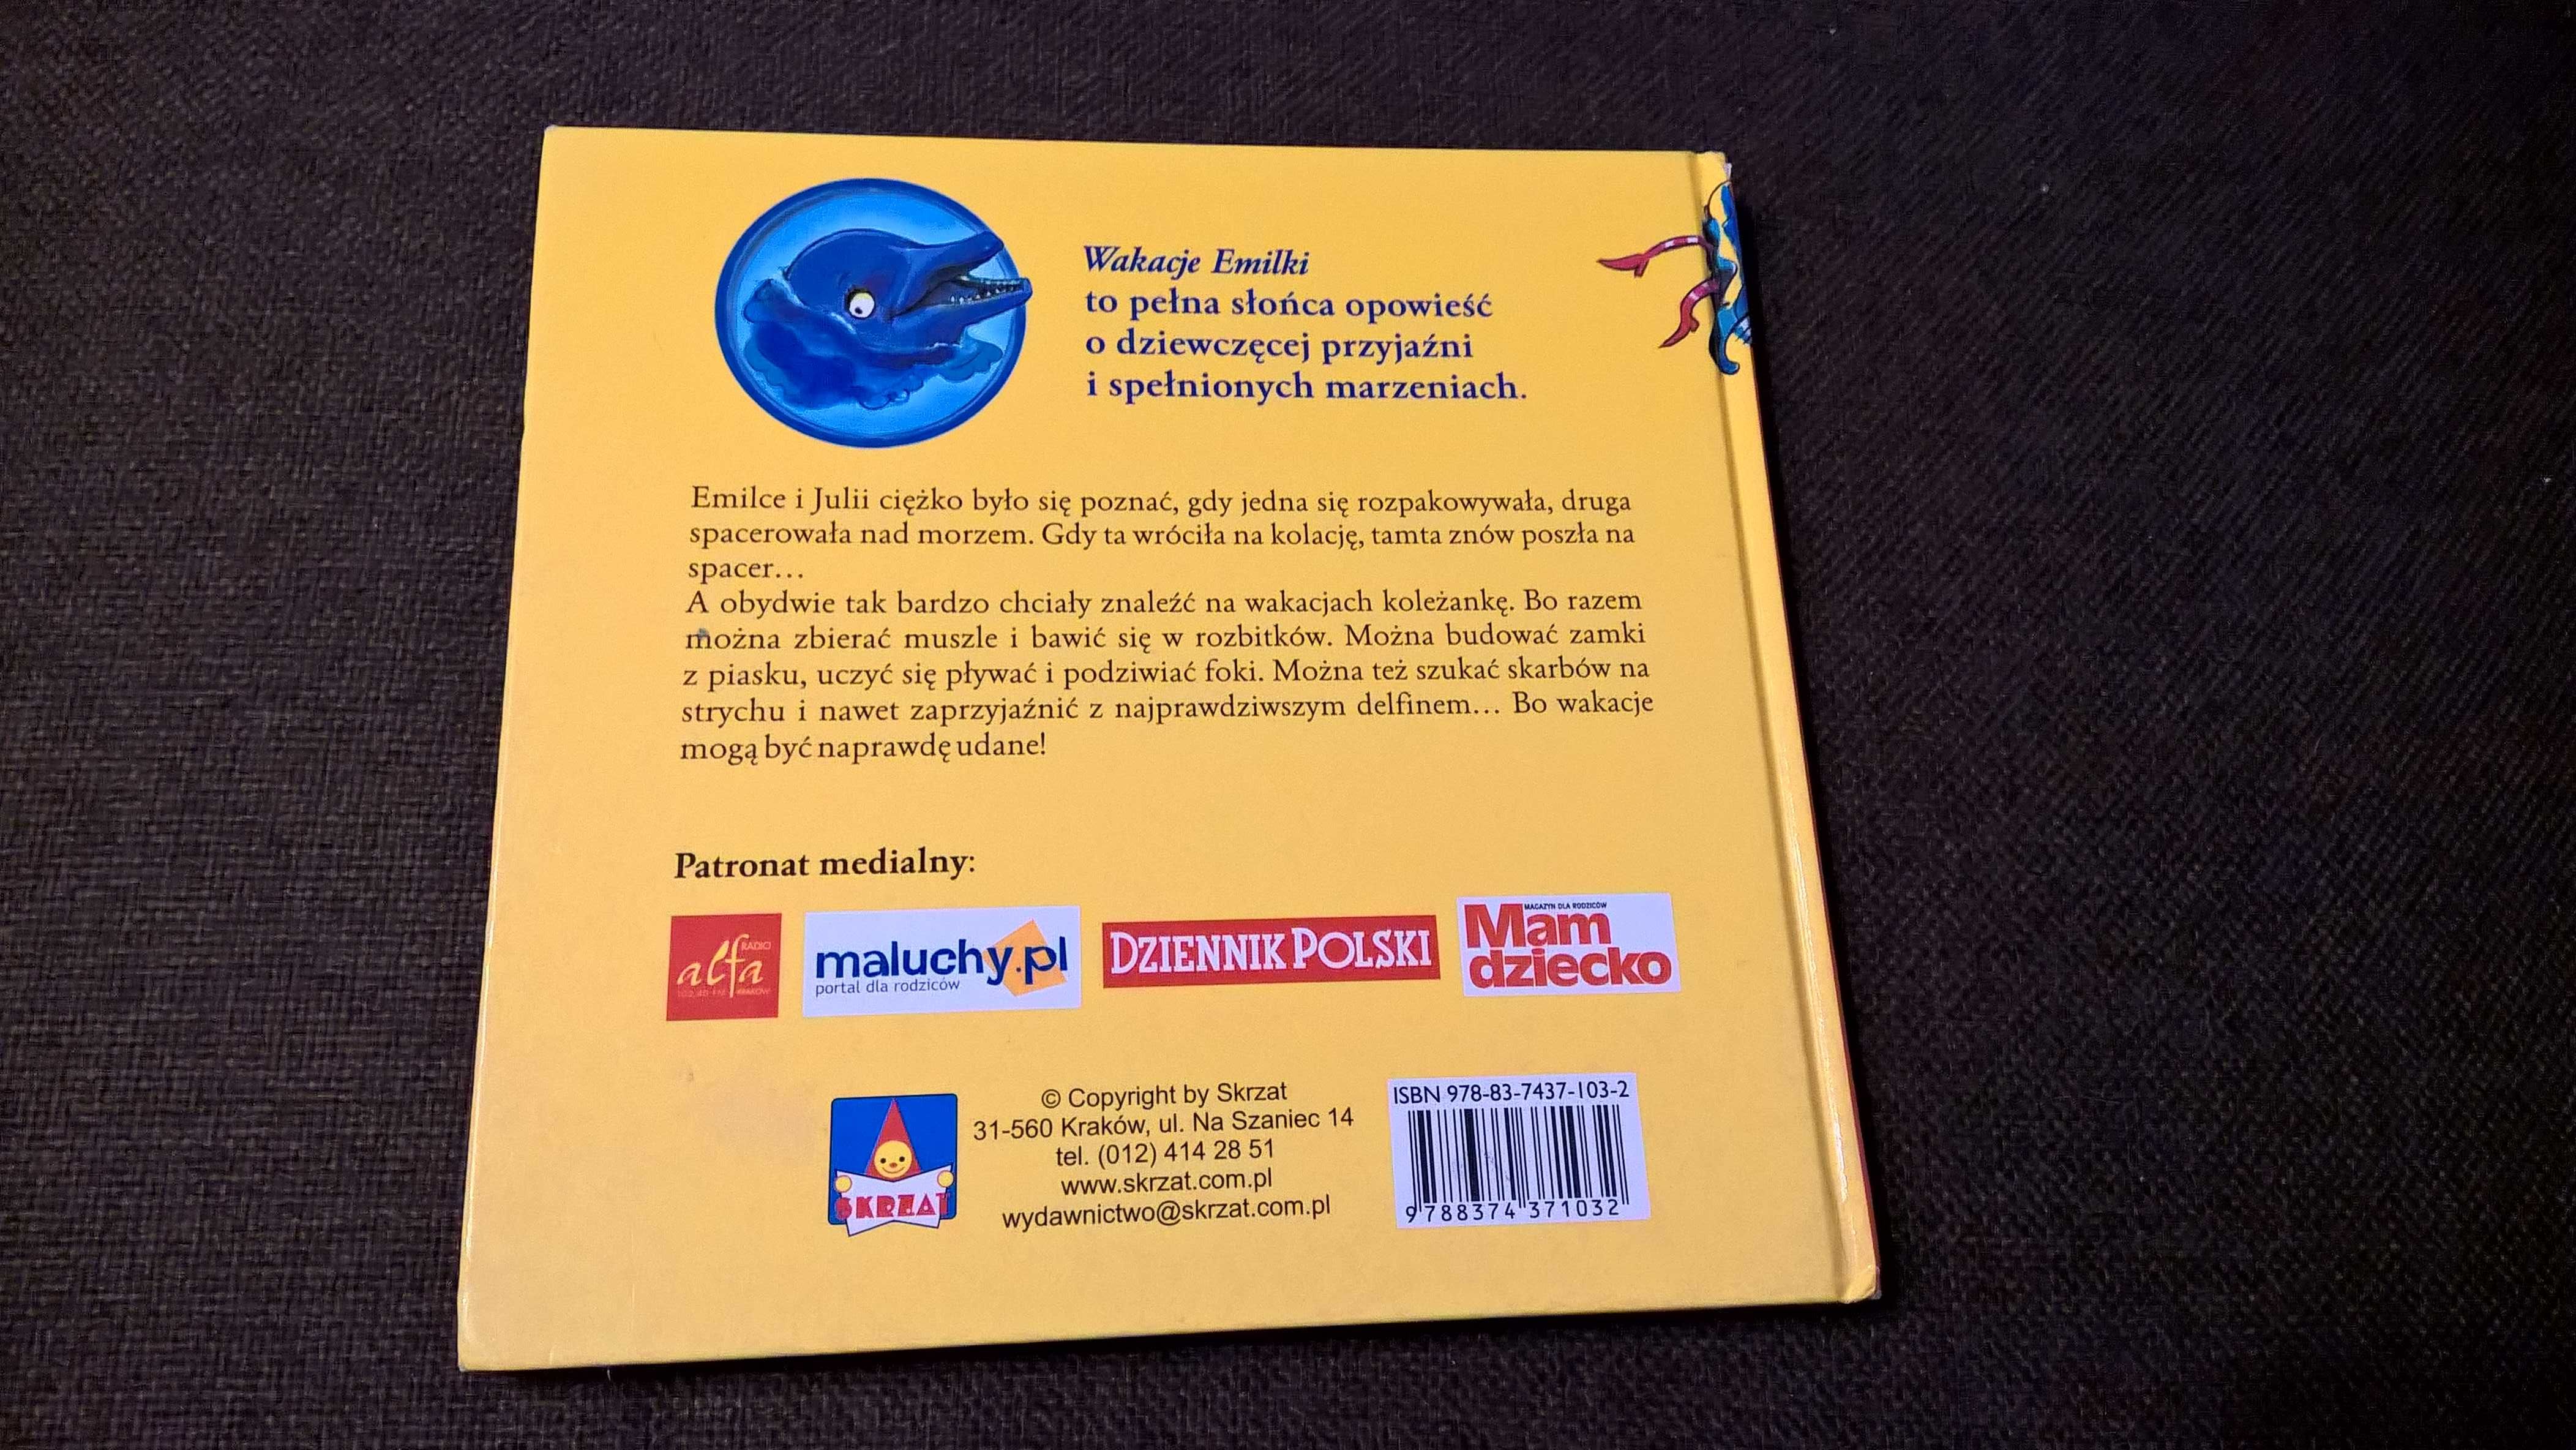 Wakacje Emilki
to pełna słońca opowieść
o dziewczęcej przyjaźni
i spełnionych marzeniach.
Emilce i Julii ciężko było się poznać, gdy jedna się rozpakowywała, druga
spacerowała nad morzem. Gdy ta wróciła na kolację, tamta znów poszła na
spacer...
A obydwie tak bardzo chciały znaleźć na wakacjach koleżankę. Bo razem
można zbierać muszle i bawić się w rozbitków. Można budować zamki
z piasku, uczyć się pływać i podziwiać foki. Można też szukać skarbów na
strychu i nawet zaprzyjaźnić z najprawdziwszym delfinem... Bo wakacje
mogą być naprawdę udane!
Patronat medialny:
RADIO
alfa
KRAKÓW
maluchy.pl
portal dla rodziców
DZIENNIK POLSKI
MAGAZYN DLA RODZICÓW
Mam
dziecko
SKRZAT
© Copyright by Skrzat
31-560 Kraków, ul. Na Szaniec 14
tel. (012) 414 28 51
www.skrzat.com.pl
wydawnictwo@skrzat.com.pl
ISBN 978-83-7437-103-2
9 788374 371032